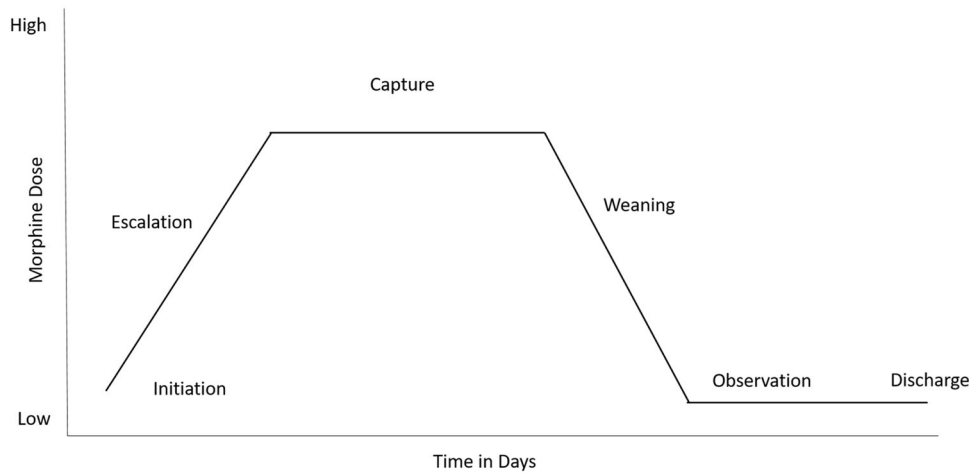 High
Capture
Morphine Dose
Escalation
Weaning
Initiation
Observation
Discharge
Low
Time in Days